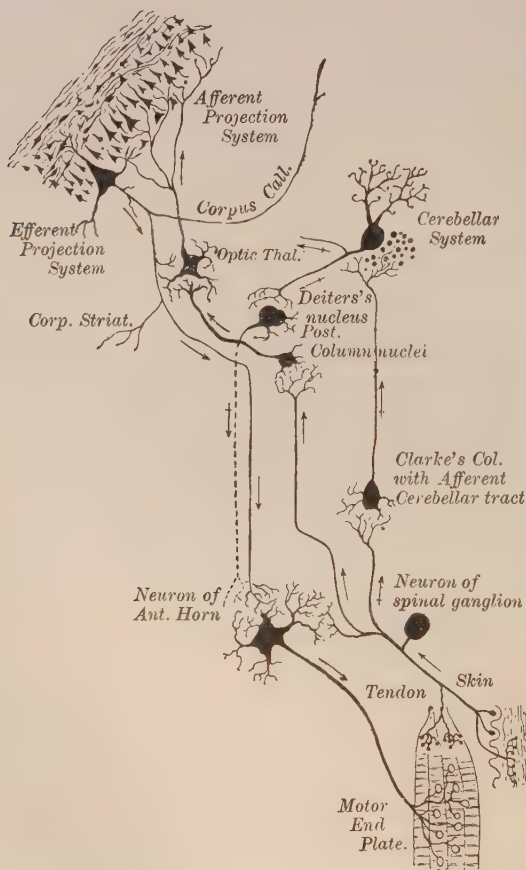 Afferent
Projection
System
Corpus Call.
Efferent
Projection
System
Optic Thal.
Cerebellar
System
Corp. Striat.
Deiters's
nucleus
Post.
Column nuclei
Clarke's Col.
with Afferent
Cerebellar tract
Neuron of
Ant. Horn
Neuron of
spinal ganglion
Skin
Tendon
Motor
End
Plate.